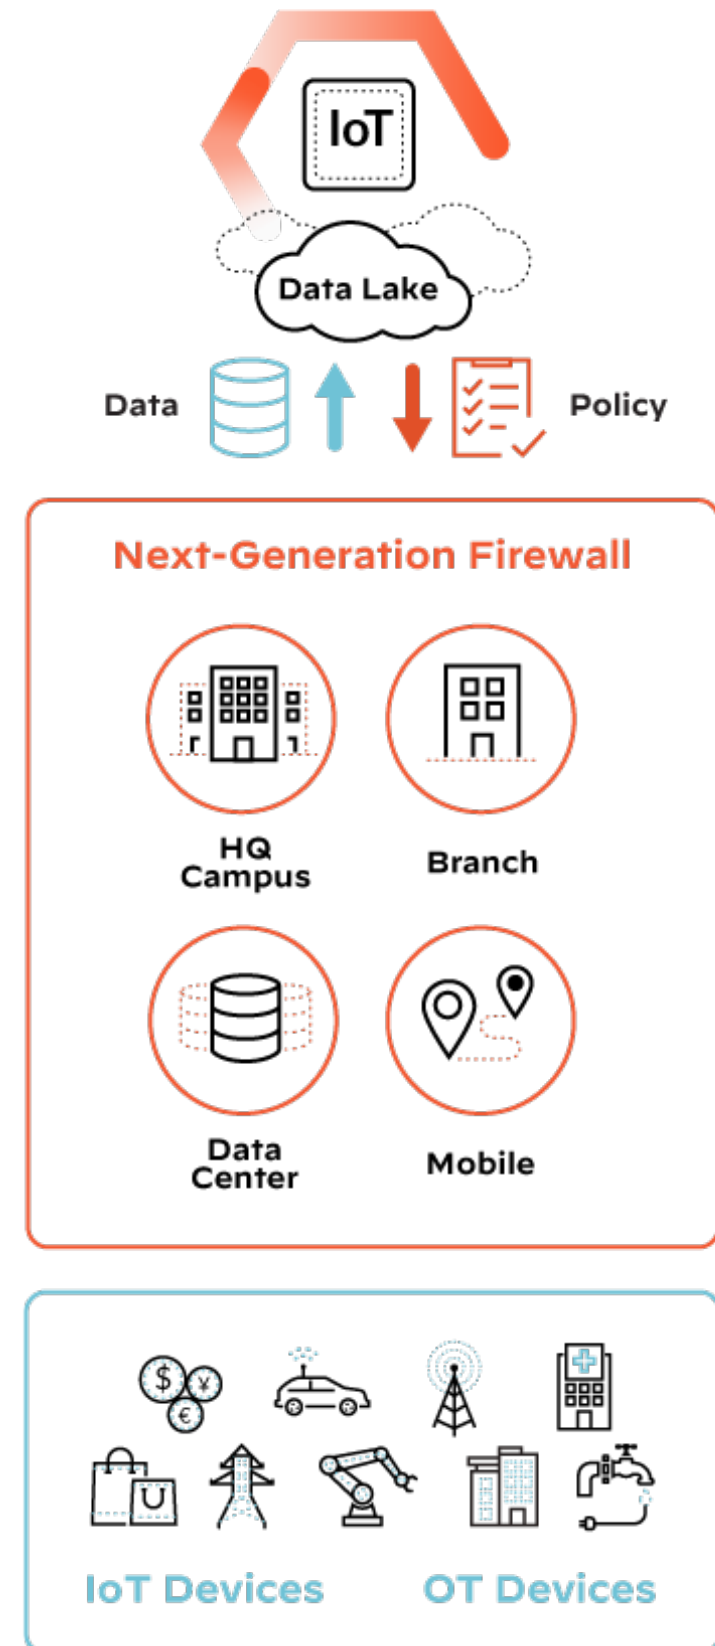 IoT
Data Lake
Data
Policy
Next-Generation Firewall
HQ
Campus
Branch
Data
Center
Mobile
$
¥
€
IoT Devices
OT Devices